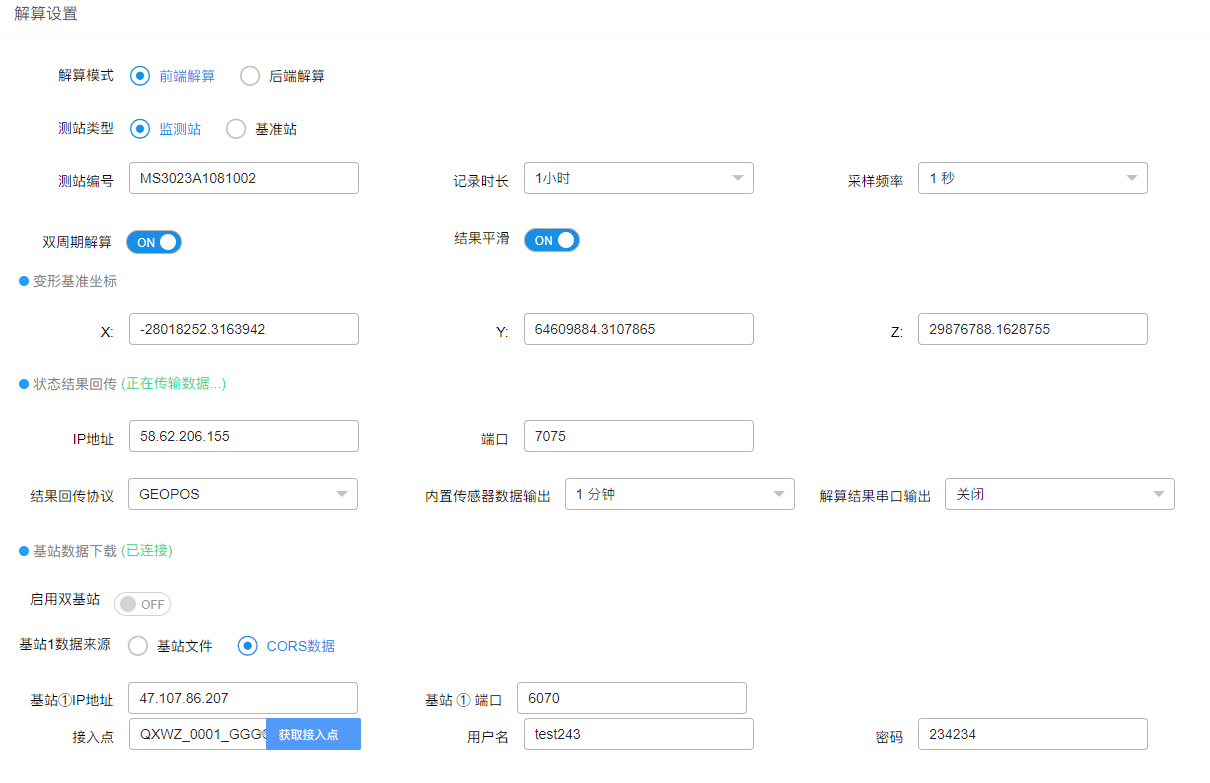 解算设置
解算模式 前端解算 后端解算
测站类型 监测站 基准站
测站编号 MS3023A1081002 记录时长 1小时 采样频率 1 秒
双周期解算 ON 结果平滑 ON
变形基准坐标
X: -28018252.3163942 Y: 64609884.3107865 Z: 29876788.1628755
状态结果回传 (正在传输数据...)
IP地址 58.62.206.155 端口 7075
结果回传协议 GEOPOS 内置传感器数据输出 1 分钟 解算结果串口输出 关闭
基站数据下载 (已连接)
启用双基站 OFF
基站1数据来源 基站文件 CORS数据
基站①IP地址 47.107.86.207 基站 ① 端口 6070
接入点 QXWZ_0001_GGG 获取接入点 用户名 test243 密码 234234